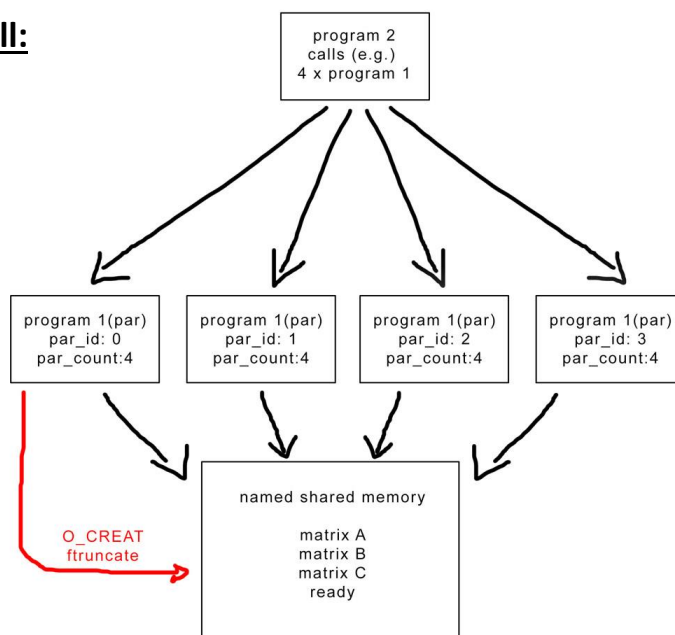 ll:
program 2
calls (e.g.)
4 x program 1
program 1(par)
par_id: 0
par_count:4
program 1(par)
par_id: 1
par_count:4
program 1(par)
par_id: 2
par_count:4
program 1(par)
par_id: 3
par_count:4
O_CREAT
ftruncate
named shared memory
matrix A
matrix B
matrix C
ready